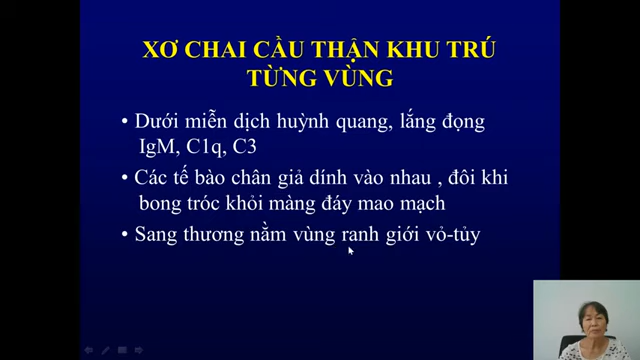 XƠ CHAI CẦU THẬN KHU TRÚ
TỪNG VÙNG
• Dưới miễn dịch huỳnh quang, lắng đọng
IgM, C1q, C3
• Các tế bào chân giả dính vào nhau , đôi khi
bong tróc khỏi màng đáy mao mạch
• Sang thương nằm vùng ranh giới vỏ-tủy